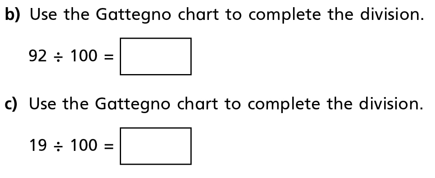 b) Use the Gattegno chart to complete the division.
92 ÷ 100 =
c) Use the Gattegno chart to complete the division.
19 ÷ 100 =